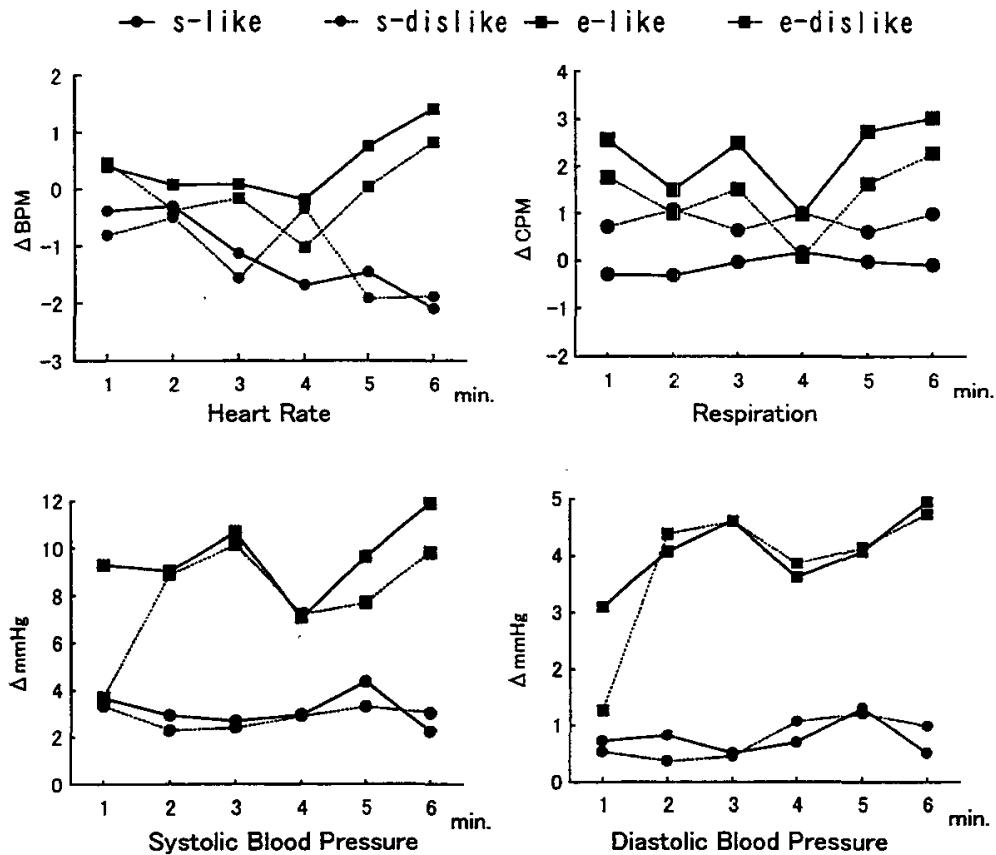 s-like s-dislike e-like e-dislike
2
1
0
-1
-2
-3
ΔBPM
1 2 3 4 5 6 min.
Heart Rate
4
3
2
1
0
-1
-2
ΔCPM
1 2 3 4 5 6 min.
Respiration
12
10
8
6
4
2
0
ΔmmHg
1 2 3 4 5 6 min.
Systolic Blood Pressure
5
4
3
2
1
0
ΔmmHg
1 2 3 4 5 6 min.
Diastolic Blood Pressure